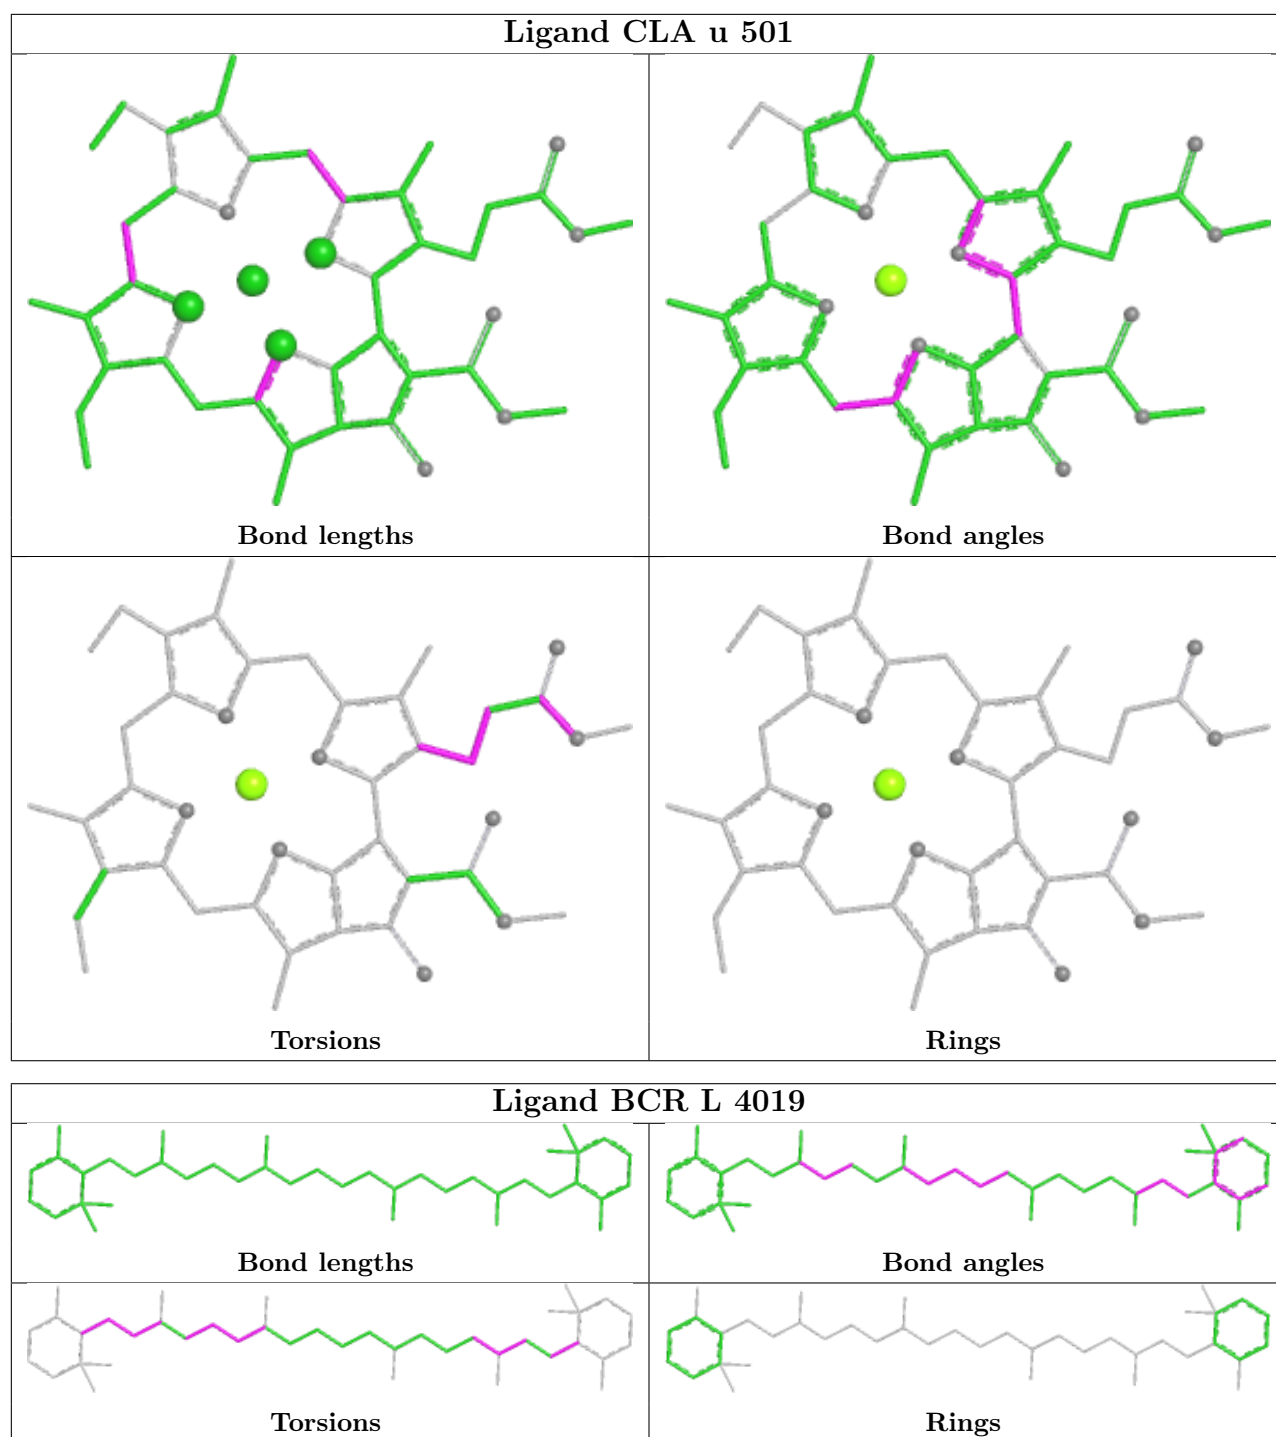 Ligand CLA u 501
Bond lengths
Bond angles
Torsions
Rings
Ligand BCR L 4019
Bond lengths
Bond angles
Torsions
Rings